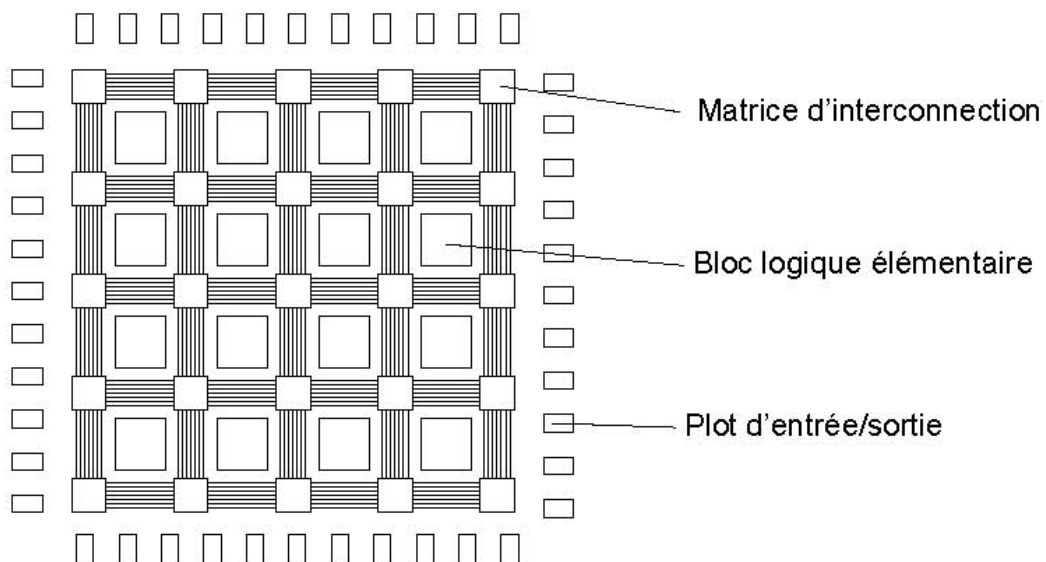 Matrice d'interconnection
Bloc logique élémentaire
Plot d'entrée/sortie